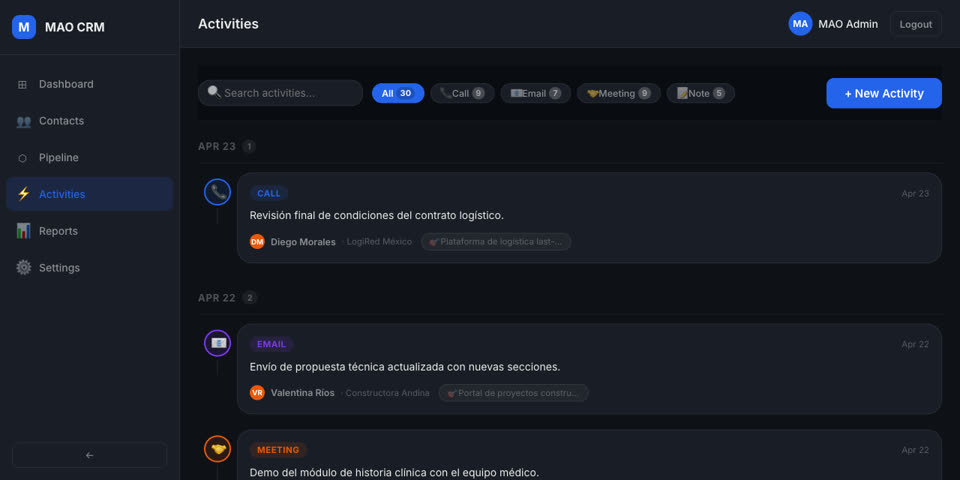 M MAO CRM
Activities
MA MAO Admin
Logout
Dashboard
Contacts
Pipeline
Activities
Reports
Settings
←
Search activities...
All 30
Call 9
Email 7
Meeting 9
Note 5
+ New Activity
APR 23 1
CALL
Apr 23
Revisión final de condiciones del contrato logístico.
DM Diego Morales · LogiRed México Plataforma de logística last-...
APR 22 2
EMAIL
Apr 22
Envío de propuesta técnica actualizada con nuevas secciones.
VR Valentina Ríos · Constructora Andina Portal de proyectos constru...
MEETING
Apr 22
Demo del módulo de historia clínica con el equipo médico.